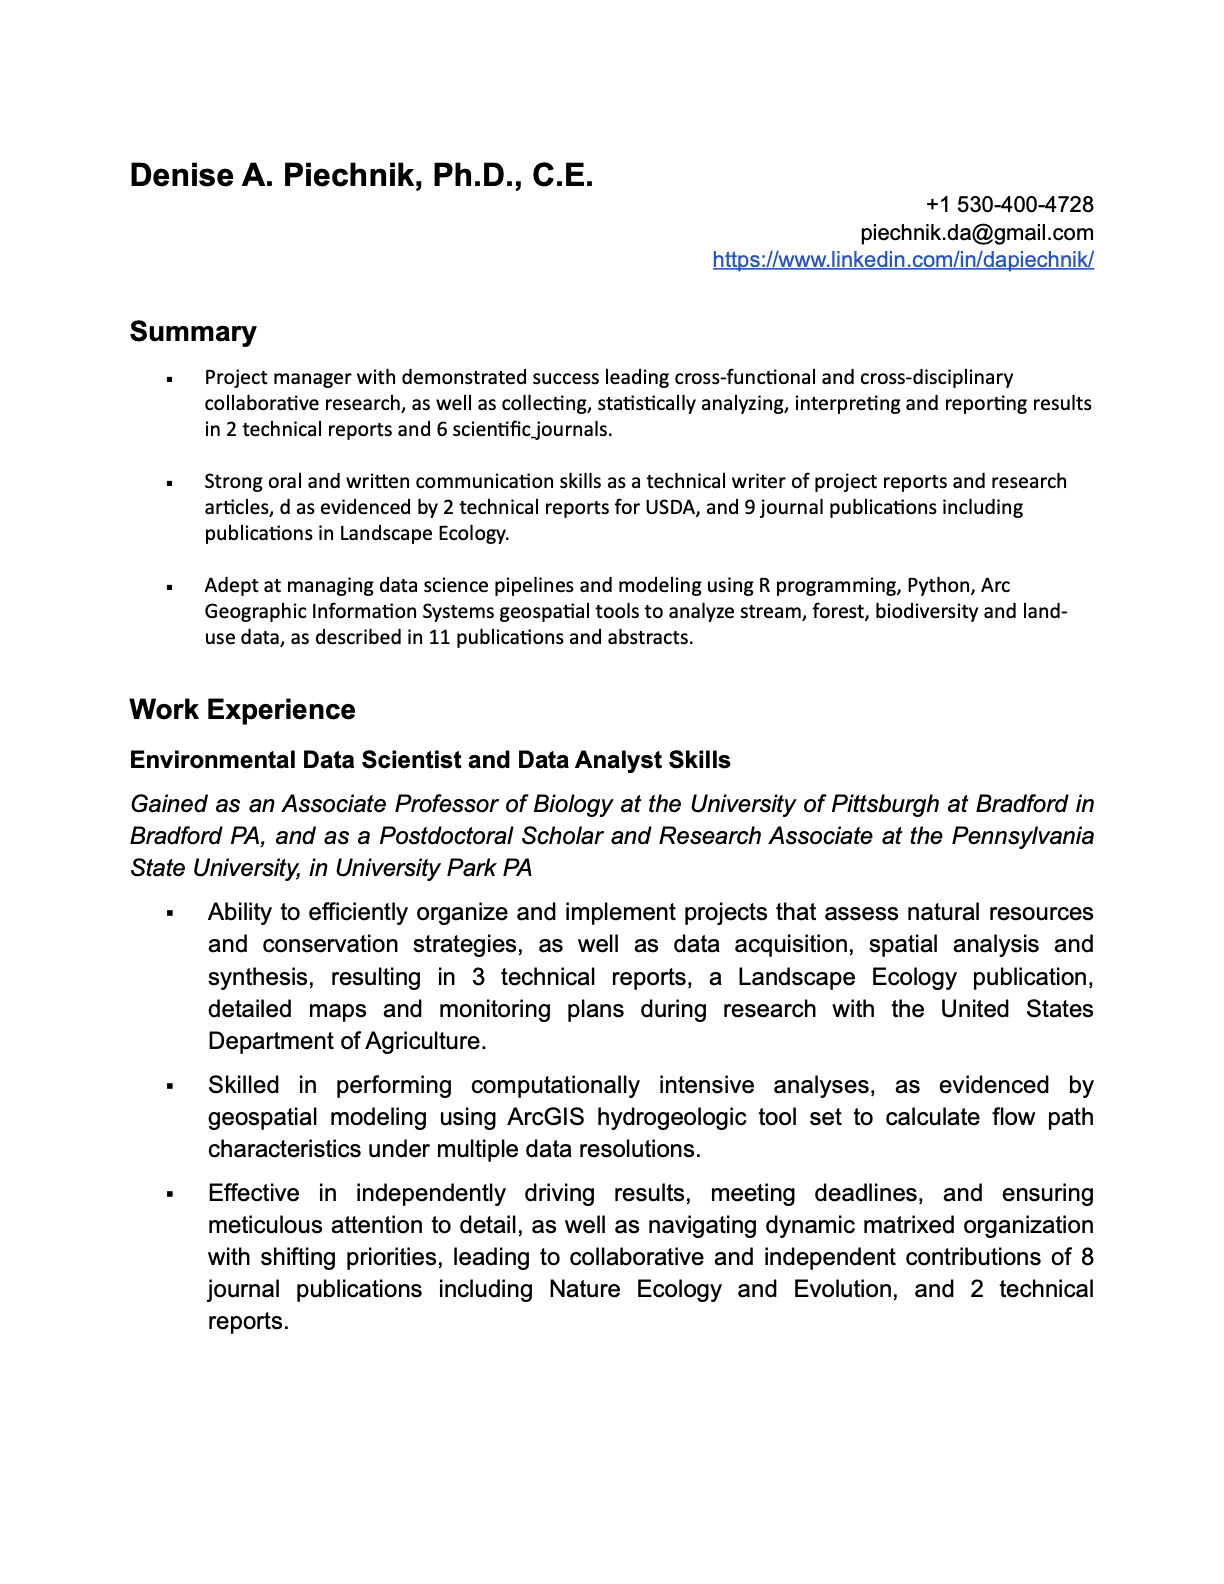 Denise A. Piechnik, Ph.D., C.E.
+1 530-400-4728
piechnik.da@gmail.com
https://www.linkedin.com/in/dapiechnik/
Summary
▪ Project manager with demonstrated success leading cross-functional and cross-disciplinary
collaborative research, as well as collecting, statistically analyzing, interpreting and reporting results
in 2 technical reports and 6 scientific journals.
▪ Strong oral and written communication skills as a technical writer of project reports and research
articles, d as evidenced by 2 technical reports for USDA, and 9 journal publications including
publications in Landscape Ecology.
▪ Adept at managing data science pipelines and modeling using R programming, Python, Arc
Geographic Information Systems geospatial tools to analyze stream, forest, biodiversity and land-
use data, as described in 11 publications and abstracts.
Work Experience
Environmental Data Scientist and Data Analyst Skills
Gained as an Associate Professor of Biology at the University of Pittsburgh at Bradford in
Bradford PA, and as a Postdoctoral Scholar and Research Associate at the Pennsylvania
State University, in University Park PA
▪ Ability to efficiently organize and implement projects that assess natural resources
and conservation strategies, as well as data acquisition, spatial analysis and
synthesis, resulting in 3 technical reports, a Landscape Ecology publication,
detailed maps and monitoring plans during research with the United States
Department of Agriculture.
▪ Skilled in performing computationally intensive analyses, as evidenced by
geospatial modeling using ArcGIS hydrogeologic tool set to calculate flow path
characteristics under multiple data resolutions.
▪ Effective in independently driving results, meeting deadlines, and ensuring
meticulous attention to detail, as well as navigating dynamic matrixed organization
with shifting priorities, leading to collaborative and independent contributions of 8
journal publications including Nature Ecology and Evolution, and 2 technical
reports.